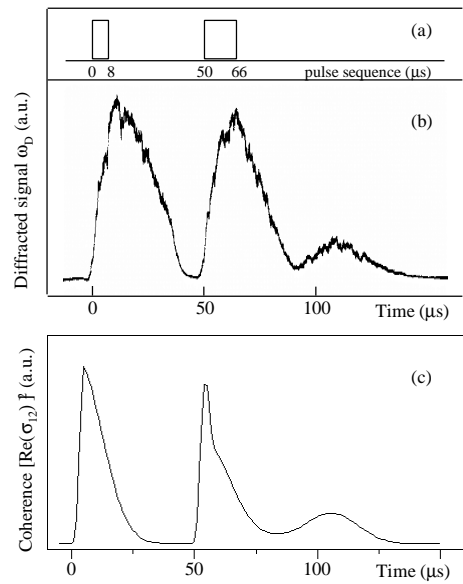 (a)
0 8 50 66 pulse sequence (μs)
(b)
Diffracted signal ω_D (a.u.)
0 50 100
Time (μs)
(c)
Coherence [Re(σ_12)]² (a.u.)
0 50 100 Time (μs)